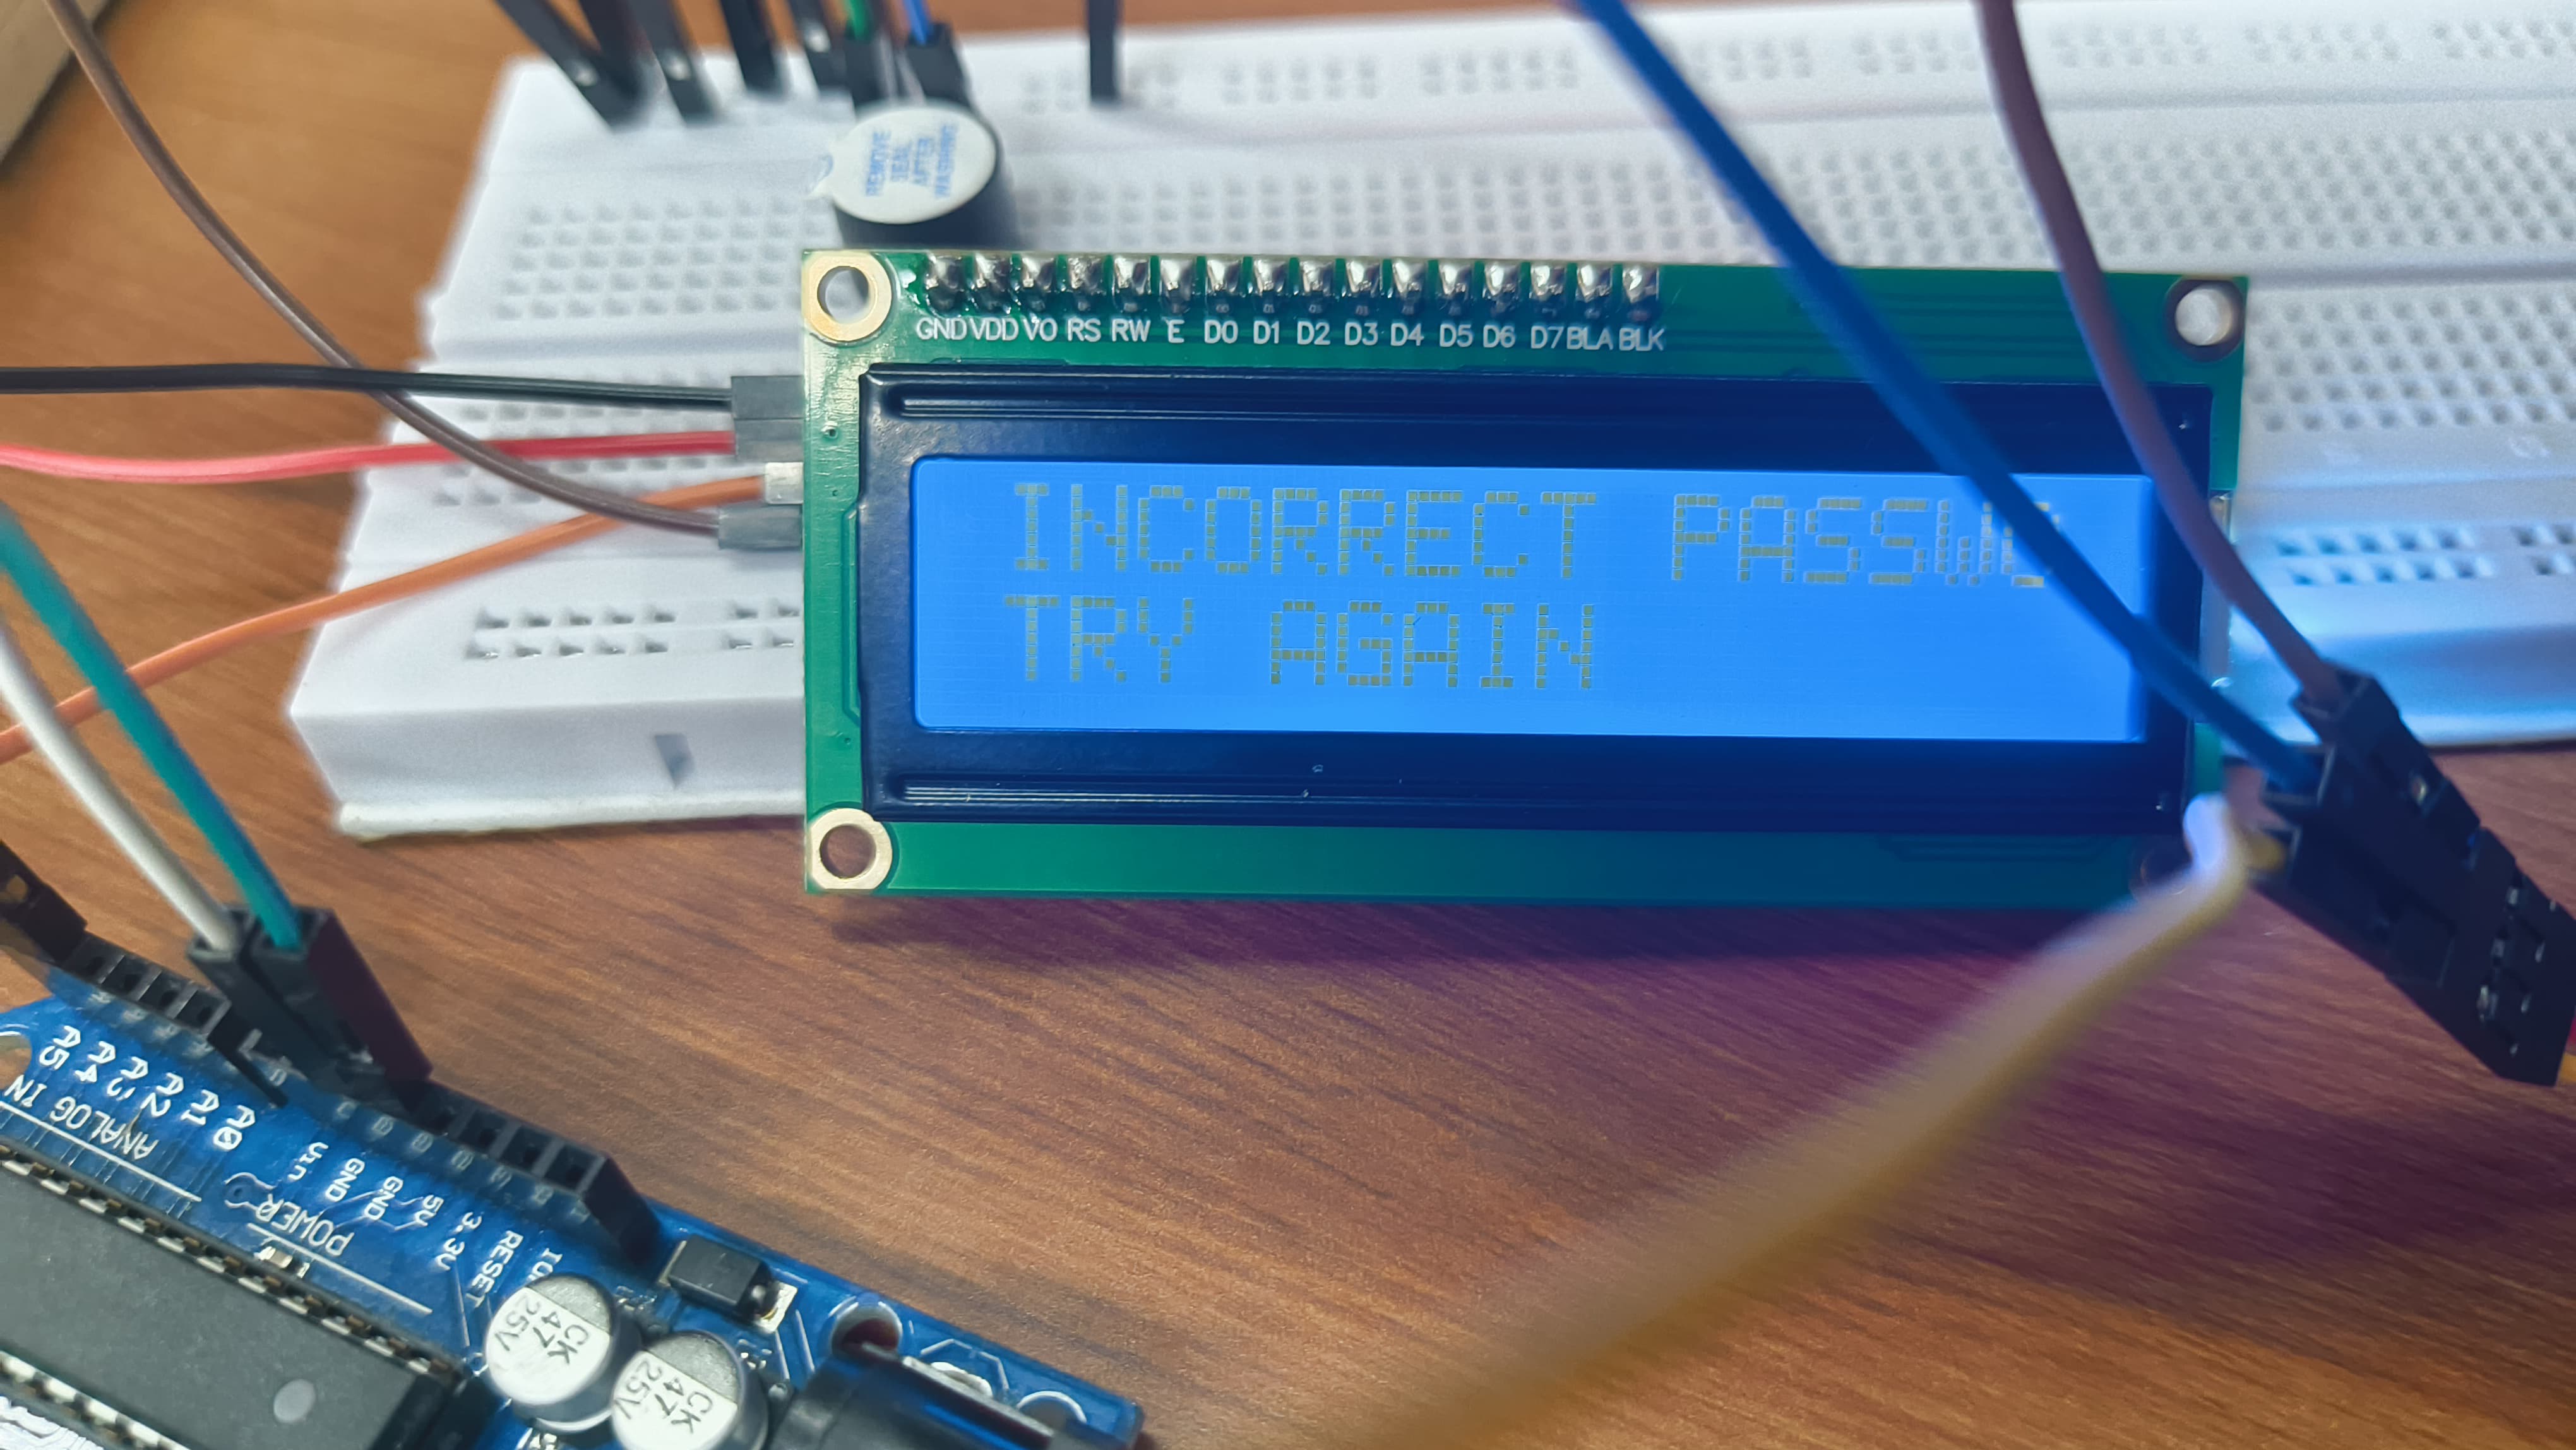 REMOVE
SEAL
AFTER
WASHING
GND VDD VO RS RW E D0 D1 D2 D3 D4 D5 D6 D7 BLA BLK
INCORRECT PASSWO
TRY AGAIN
A5 A4 A3 A2 A1 A0
ANALOG IN
Vin GND GND 5V 3.3V RESET
POWER
CK
47
25V
CK
47
25V